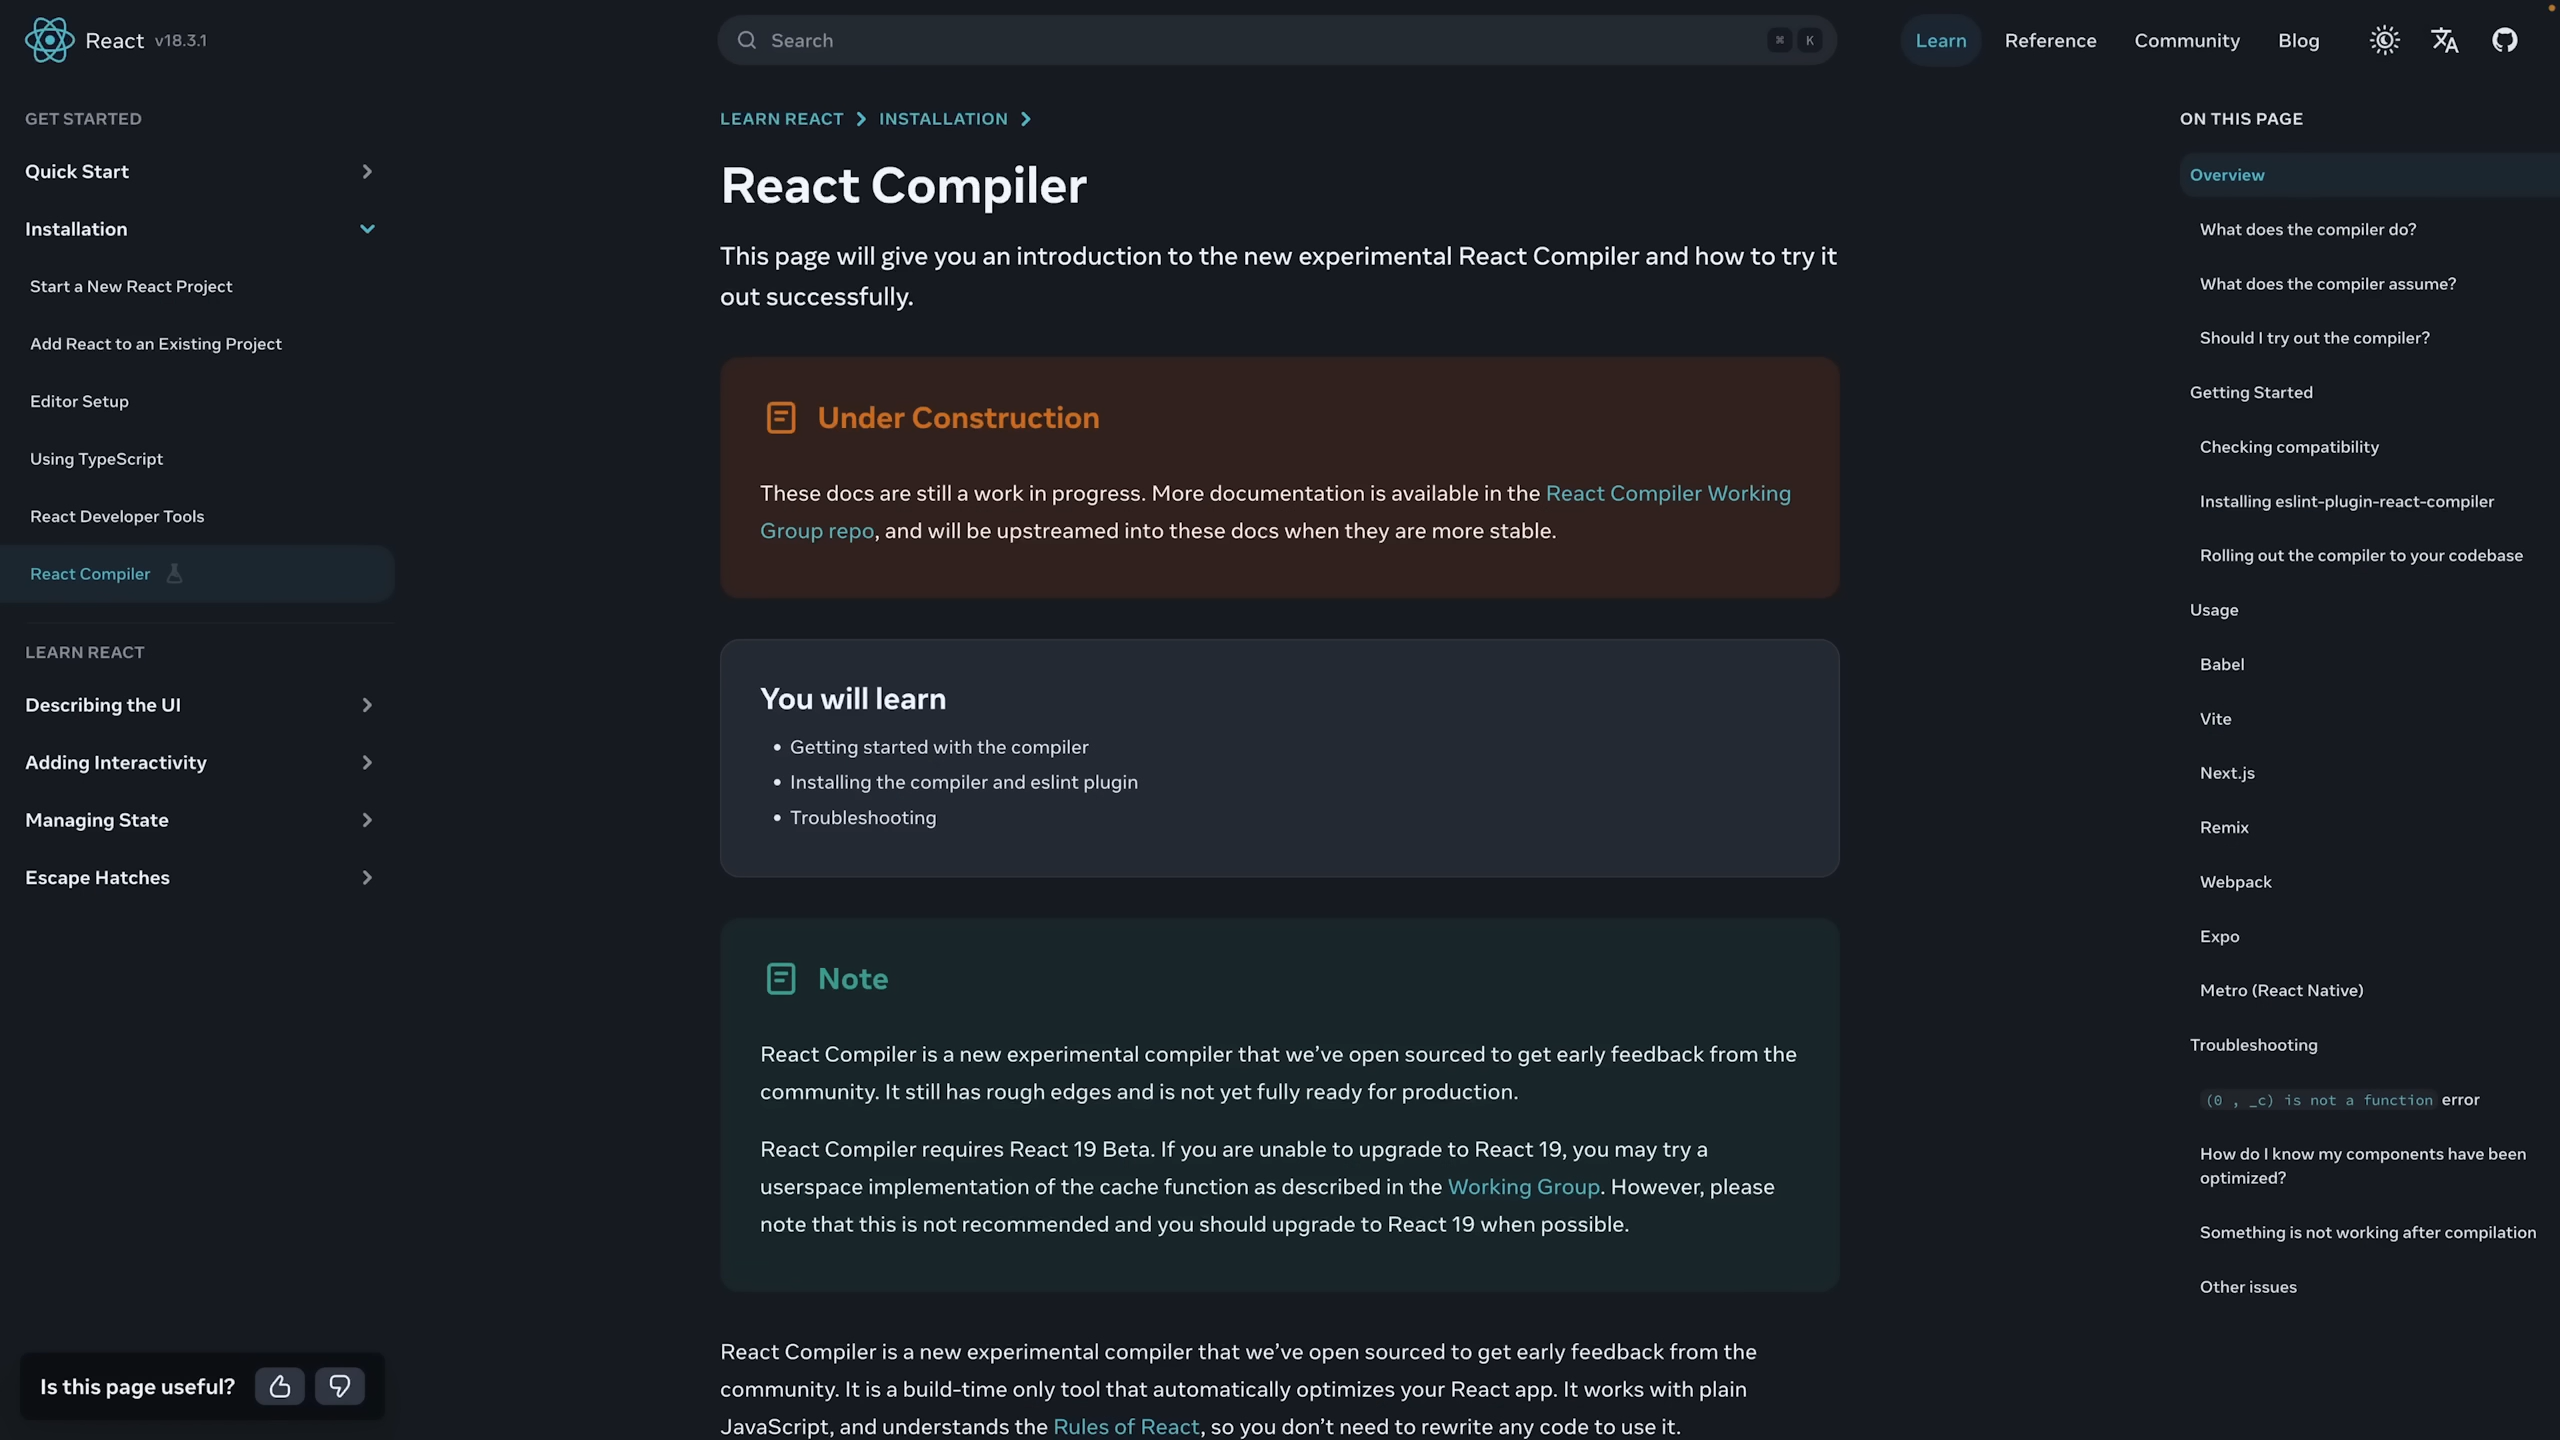 React v18.3.1
Search
⌘ K
Learn
Reference
Community
Blog
GET STARTED
Quick Start
Installation
Start a New React Project
Add React to an Existing Project
Editor Setup
Using TypeScript
React Developer Tools
React Compiler
LEARN REACT
Describing the UI
Adding Interactivity
Managing State
Escape Hatches
Is this page useful?
LEARN REACT
INSTALLATION
React Compiler
This page will give you an introduction to the new experimental React Compiler and how to try it
out successfully.
Under Construction
These docs are still a work in progress. More documentation is available in the React Compiler Working
Group repo, and will be upstreamed into these docs when they are more stable.
You will learn
• Getting started with the compiler
• Installing the compiler and eslint plugin
• Troubleshooting
Note
React Compiler is a new experimental compiler that we’ve open sourced to get early feedback from the
community. It still has rough edges and is not yet fully ready for production.
React Compiler requires React 19 Beta. If you are unable to upgrade to React 19, you may try a
userspace implementation of the cache function as described in the Working Group. However, please
note that this is not recommended and you should upgrade to React 19 when possible.
React Compiler is a new experimental compiler that we’ve open sourced to get early feedback from the
community. It is a build-time only tool that automatically optimizes your React app. It works with plain
JavaScript, and understands the Rules of React, so you don’t need to rewrite any code to use it.
ON THIS PAGE
Overview
What does the compiler do?
What does the compiler assume?
Should I try out the compiler?
Getting Started
Checking compatibility
Installing eslint-plugin-react-compiler
Rolling out the compiler to your codebase
Usage
Babel
Vite
Next.js
Remix
Webpack
Expo
Metro (React Native)
Troubleshooting
(0 , _c) is not a function error
How do I know my components have been
optimized?
Something is not working after compilation
Other issues